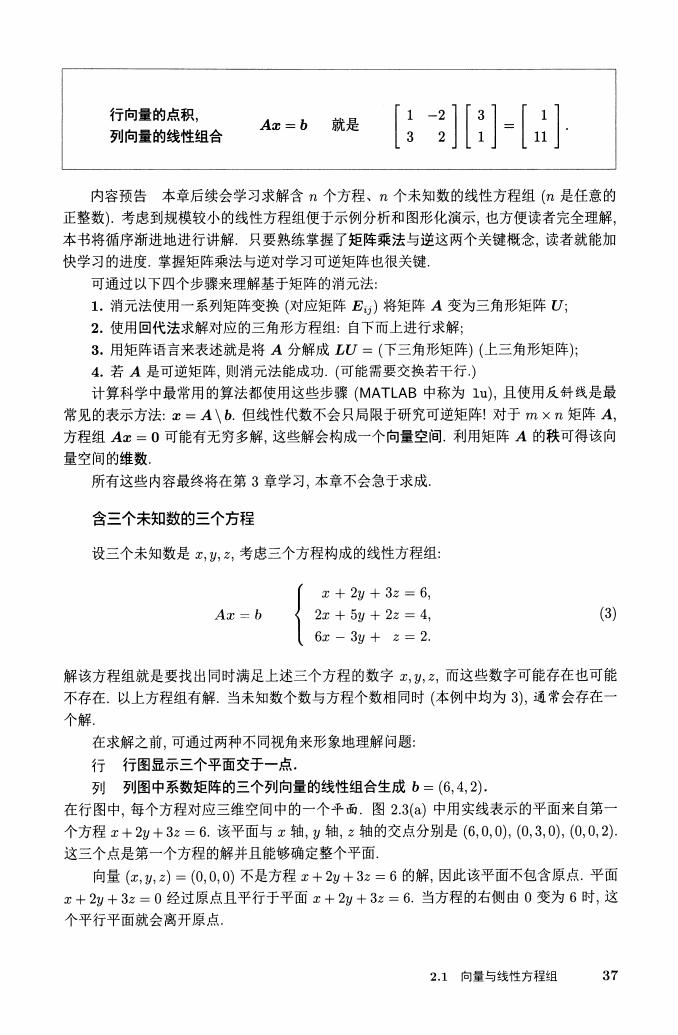 行向量的点积,
列向量的线性组合
Ax = b 就是 [1 -2; 3 2] [3; 1] = [1; 11].
内容预告 本章后续会学习求解含 n 个方程、n 个未知数的线性方程组 (n 是任意的
正整数). 考虑到规模较小的线性方程组便于示例分析和图形化演示, 也方便读者完全理解,
本书将循序渐进地进行讲解. 只要熟练掌握了矩阵乘法与逆这两个关键概念, 读者就能加
快学习的进度. 掌握矩阵乘法与逆对学习可逆矩阵也很关键.
可通过以下四个步骤来理解基于矩阵的消元法:
1. 消元法使用一系列矩阵变换 (对应矩阵 Eij) 将矩阵 A 变为三角形矩阵 U;
2. 使用回代法求解对应的三角形方程组: 自下而上进行求解;
3. 用矩阵语言来表述就是将 A 分解成 LU = (下三角形矩阵) (上三角形矩阵);
4. 若 A 是可逆矩阵, 则消元法能成功. (可能需要交换若干行.)
计算科学中最常用的算法都使用这些步骤 (MATLAB 中称为 lu), 且使用反斜线是最
常见的表示方法: x = A \ b. 但线性代数不会只局限于研究可逆矩阵! 对于 m × n 矩阵 A,
方程组 Ax = 0 可能有无穷多解, 这些解会构成一个向量空间. 利用矩阵 A 的秩可得该向
量空间的维数.
所有这些内容最终将在第 3 章学习, 本章不会急于求成.
含三个未知数的三个方程
设三个未知数是 x, y, z, 考虑三个方程构成的线性方程组:
x + 2y + 3z = 6,
Ax = b { 2x + 5y + 2z = 4, (3)
6x − 3y + z = 2.
解该方程组就是要找出同时满足上述三个方程的数字 x, y, z, 而这些数字可能存在也可能
不存在. 以上方程组有解. 当未知数个数与方程个数相同时 (本例中均为 3), 通常会存在一
个解.
在求解之前, 可通过两种不同视角来形象地理解问题:
行 行图显示三个平面交于一点.
列 列图中系数矩阵的三个列向量的线性组合生成 b = (6, 4, 2).
在行图中, 每个方程对应三维空间中的一个平面. 图 2.3(a) 中用实线表示的平面来自第一
个方程 x + 2y + 3z = 6. 该平面与 x 轴, y 轴, z 轴的交点分别是 (6, 0, 0), (0, 3, 0), (0, 0, 2).
这三个点是第一个方程的解并且能够确定整个平面.
向量 (x, y, z) = (0, 0, 0) 不是方程 x + 2y + 3z = 6 的解, 因此该平面不包含原点. 平面
x + 2y + 3z = 0 经过原点且平行于平面 x + 2y + 3z = 6. 当方程的右侧由 0 变为 6 时, 这
个平行平面就会离开原点.
2.1 向量与线性方程组 37